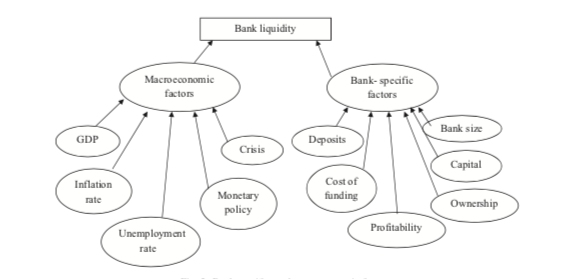 Bank liquidity
Macroeconomic
factors
Bank- specific
factors
GDP
Inflation
rate
Unemployment
rate
Monetary
policy
Crisis
Deposits
Cost of
funding
Profitability
Ownership
Capital
Bank size